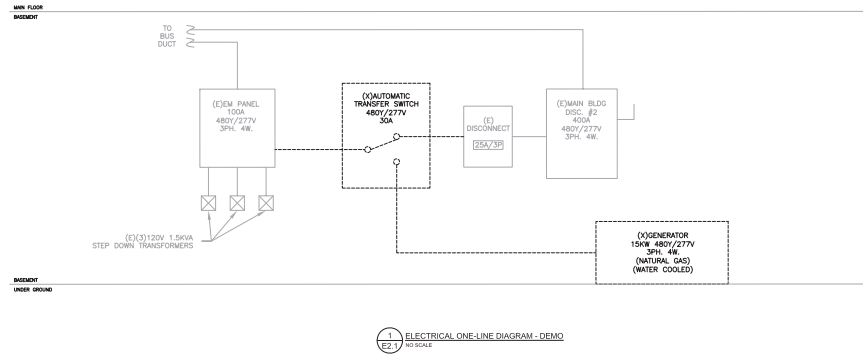 MAIN FLOOR
BASEMENT
TO
BUS
DUCT
(E)EM PANEL
100A
480Y/277V
3PH. 4W.
(X)AUTOMATIC
TRANSFER SWITCH
480Y/277V
30A
(E)
DISCONNECT
25A/3P
(E)MAIN BLDG
DISC. #2
400A
480Y/277V
3PH. 4W.
(E)(3)120V 1.5KVA
STEP DOWN TRANSFORMERS
(X)GENERATOR
15KW 480Y/277V
3PH. 4W.
(NATURAL GAS)
(WATER COOLED)
BASEMENT
UNDER GROUND
1
E2.1
ELECTRICAL ONE-LINE DIAGRAM - DEMO
NO SCALE